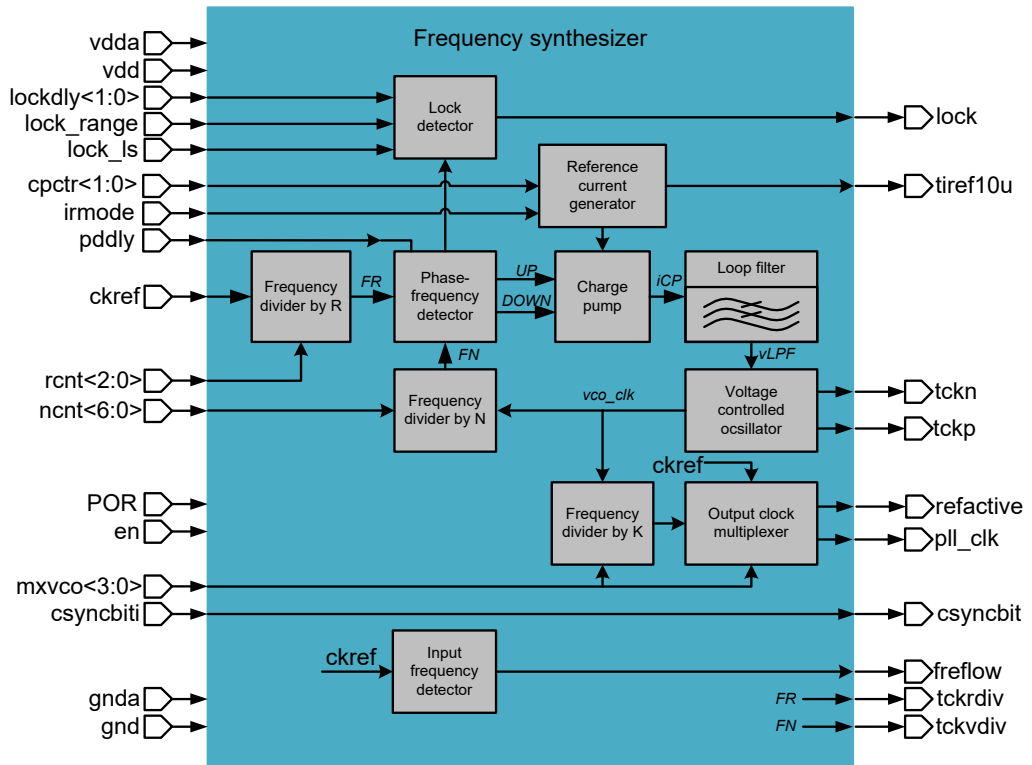 Frequency synthesizer
vdda
vdd
lockdly<1:0>
lock_range
lock_ls
Lock
detector
lock
cpctr<1:0>
irmode
pddly
Reference
current
generator
tiref10u
ckref
Frequency
divider by R
FR
Phase-
frequency
detector
UP
DOWN
Charge
pump
iCP
Loop filter
FN
vLPF
rcnt<2:0>
ncnt<6:0>
Frequency
divider by N
vco_clk
Voltage
controlled
ocsillator
tckn
tckp
ckref
POR
en
Frequency
divider by K
Output clock
multiplexer
refactive
pll_clk
mxvco<3:0>
csyncbiti
csyncbit
ckref
Input
frequency
detector
freflow
gnda
FR
tckrdiv
gnd
FN
tckvdiv